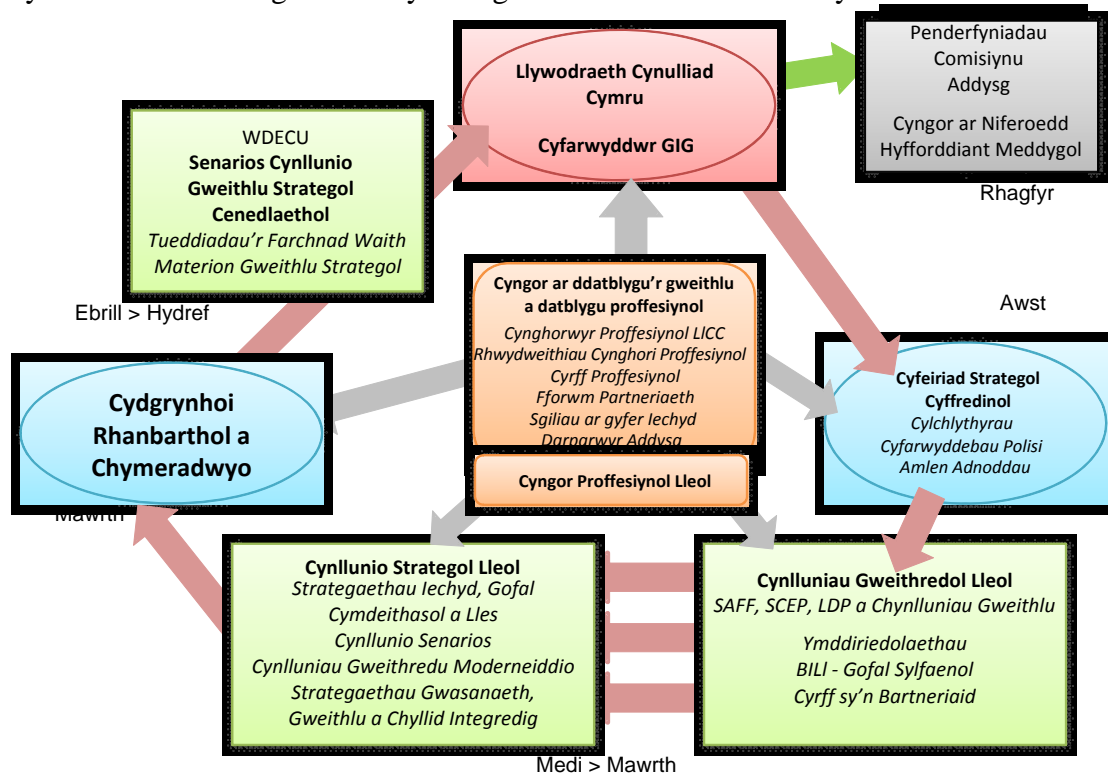 Penderfyniadau
Comisiynu
Addysg
Cyngor ar Niferoedd
Hyfforddiant Meddygol
Rhagfyr
Llywodraeth Cynulliad
Cymru
Cyfarwyddwr GIG
WDECU
Senarios Cynllunio
Gweithlu Strategol
Cenedlaethol
Tueddiadau'r Farchnad Waith
Materion Gweithlu Strategol
Ebrill > Hydref
Cyngor ar ddatblygu'r gweithlu
a datblygu proffesiynol
Cynghorwyr Proffesiynol LlCC
Rhwydweithiau Cynghori Proffesiynol
Cyrff Proffesiynol
Fforwm Partneriaeth
Sgiliau ar gyfer Iechyd
Darparwyr Addysg
Cyngor Proffesiynol Lleol
Awst
Cyfeiriad Strategol
Cyffredinol
Cylchlythyrau
Cyfarwyddebau Polisi
Amlen Adnoddau
Cydgrynhoi
Rhanbarthol a
Chymeradwyo
Mawrth
Cynllunio Strategol Lleol
Strategaethau Iechyd, Gofal
Cymdeithasol a Lles
Cynllunio Senarios
Cynlluniau Gweithredu Moderneiddio
Strategaethau Gwasanaeth,
Gweithlu a Chyllid Integredig
Cynlluniau Gweithredol Lleol
SAFF, SCEP, LDP a Chynlluniau Gweithlu
Ymddiriedolaethau
BILl - Gofal Sylfaenol
Cyrff sy'n Bartneriaid
Medi > Mawrth